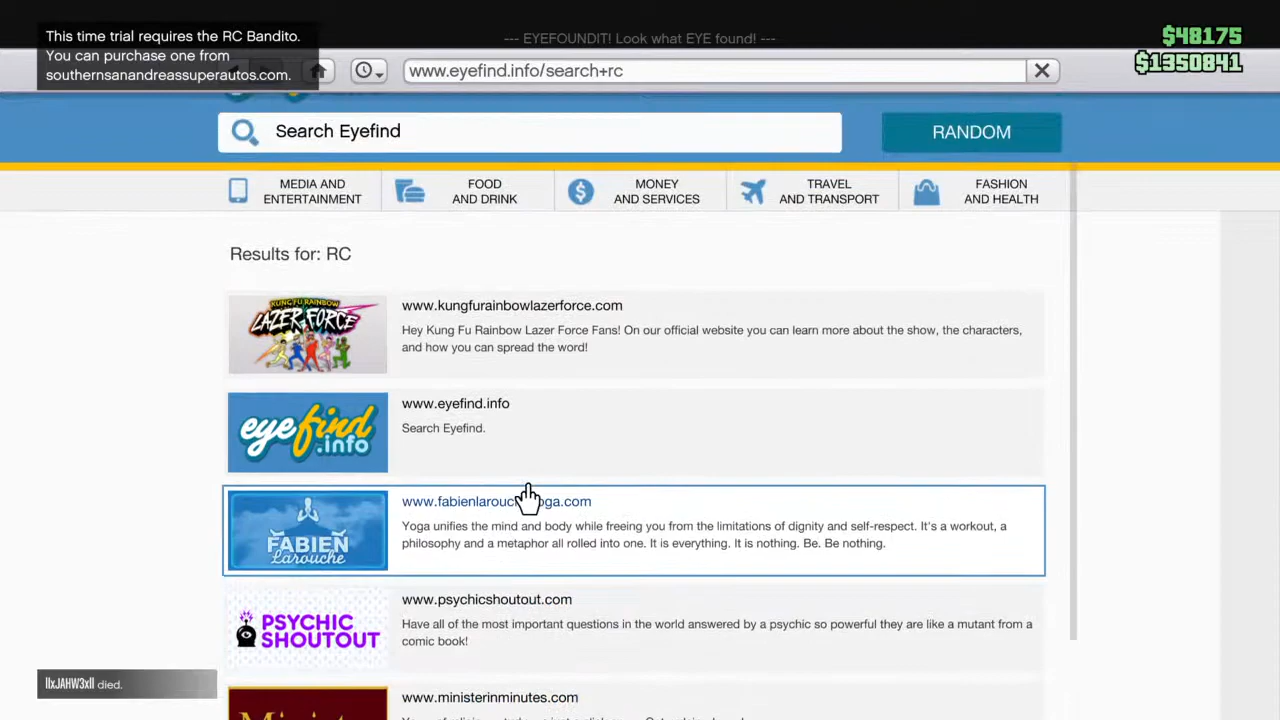 This time trial requires the RC Bandito.
You can purchase one from
southernsanandreassuperautos.com.
--- EYEFOUNDIT! Look what EYE found! ---
$48175
$1350841
www.eyefind.info/search+rc
Search Eyefind
RANDOM
MEDIA AND
ENTERTAINMENT
FOOD
AND DRINK
MONEY
AND SERVICES
TRAVEL
AND TRANSPORT
FASHION
AND HEALTH
Results for: RC
KUNG FU RAINBOW
LAZER FORCE
www.kungfurainbowlazerforce.com
Hey Kung Fu Rainbow Lazer Force Fans! On our official website you can learn more about the show, the characters,
and how you can spread the word!
eyefind
.info
www.eyefind.info
Search Eyefind.
FABIEN
Larouche
www.fabienlarouche
oga.com
Yoga unifies the mind and body while freeing you from the limitations of dignity and self-respect. It's a workout, a
philosophy and a metaphor all rolled into one. It is everything. It is nothing. Be. Be nothing.
PSYCHIC
SHOUTOUT
www.psychicshoutout.com
Have all of the most important questions in the world answered by a psychic so powerful they are like a mutant from a
comic book!
www.ministerinminutes.com
llxJAHW3xll died.